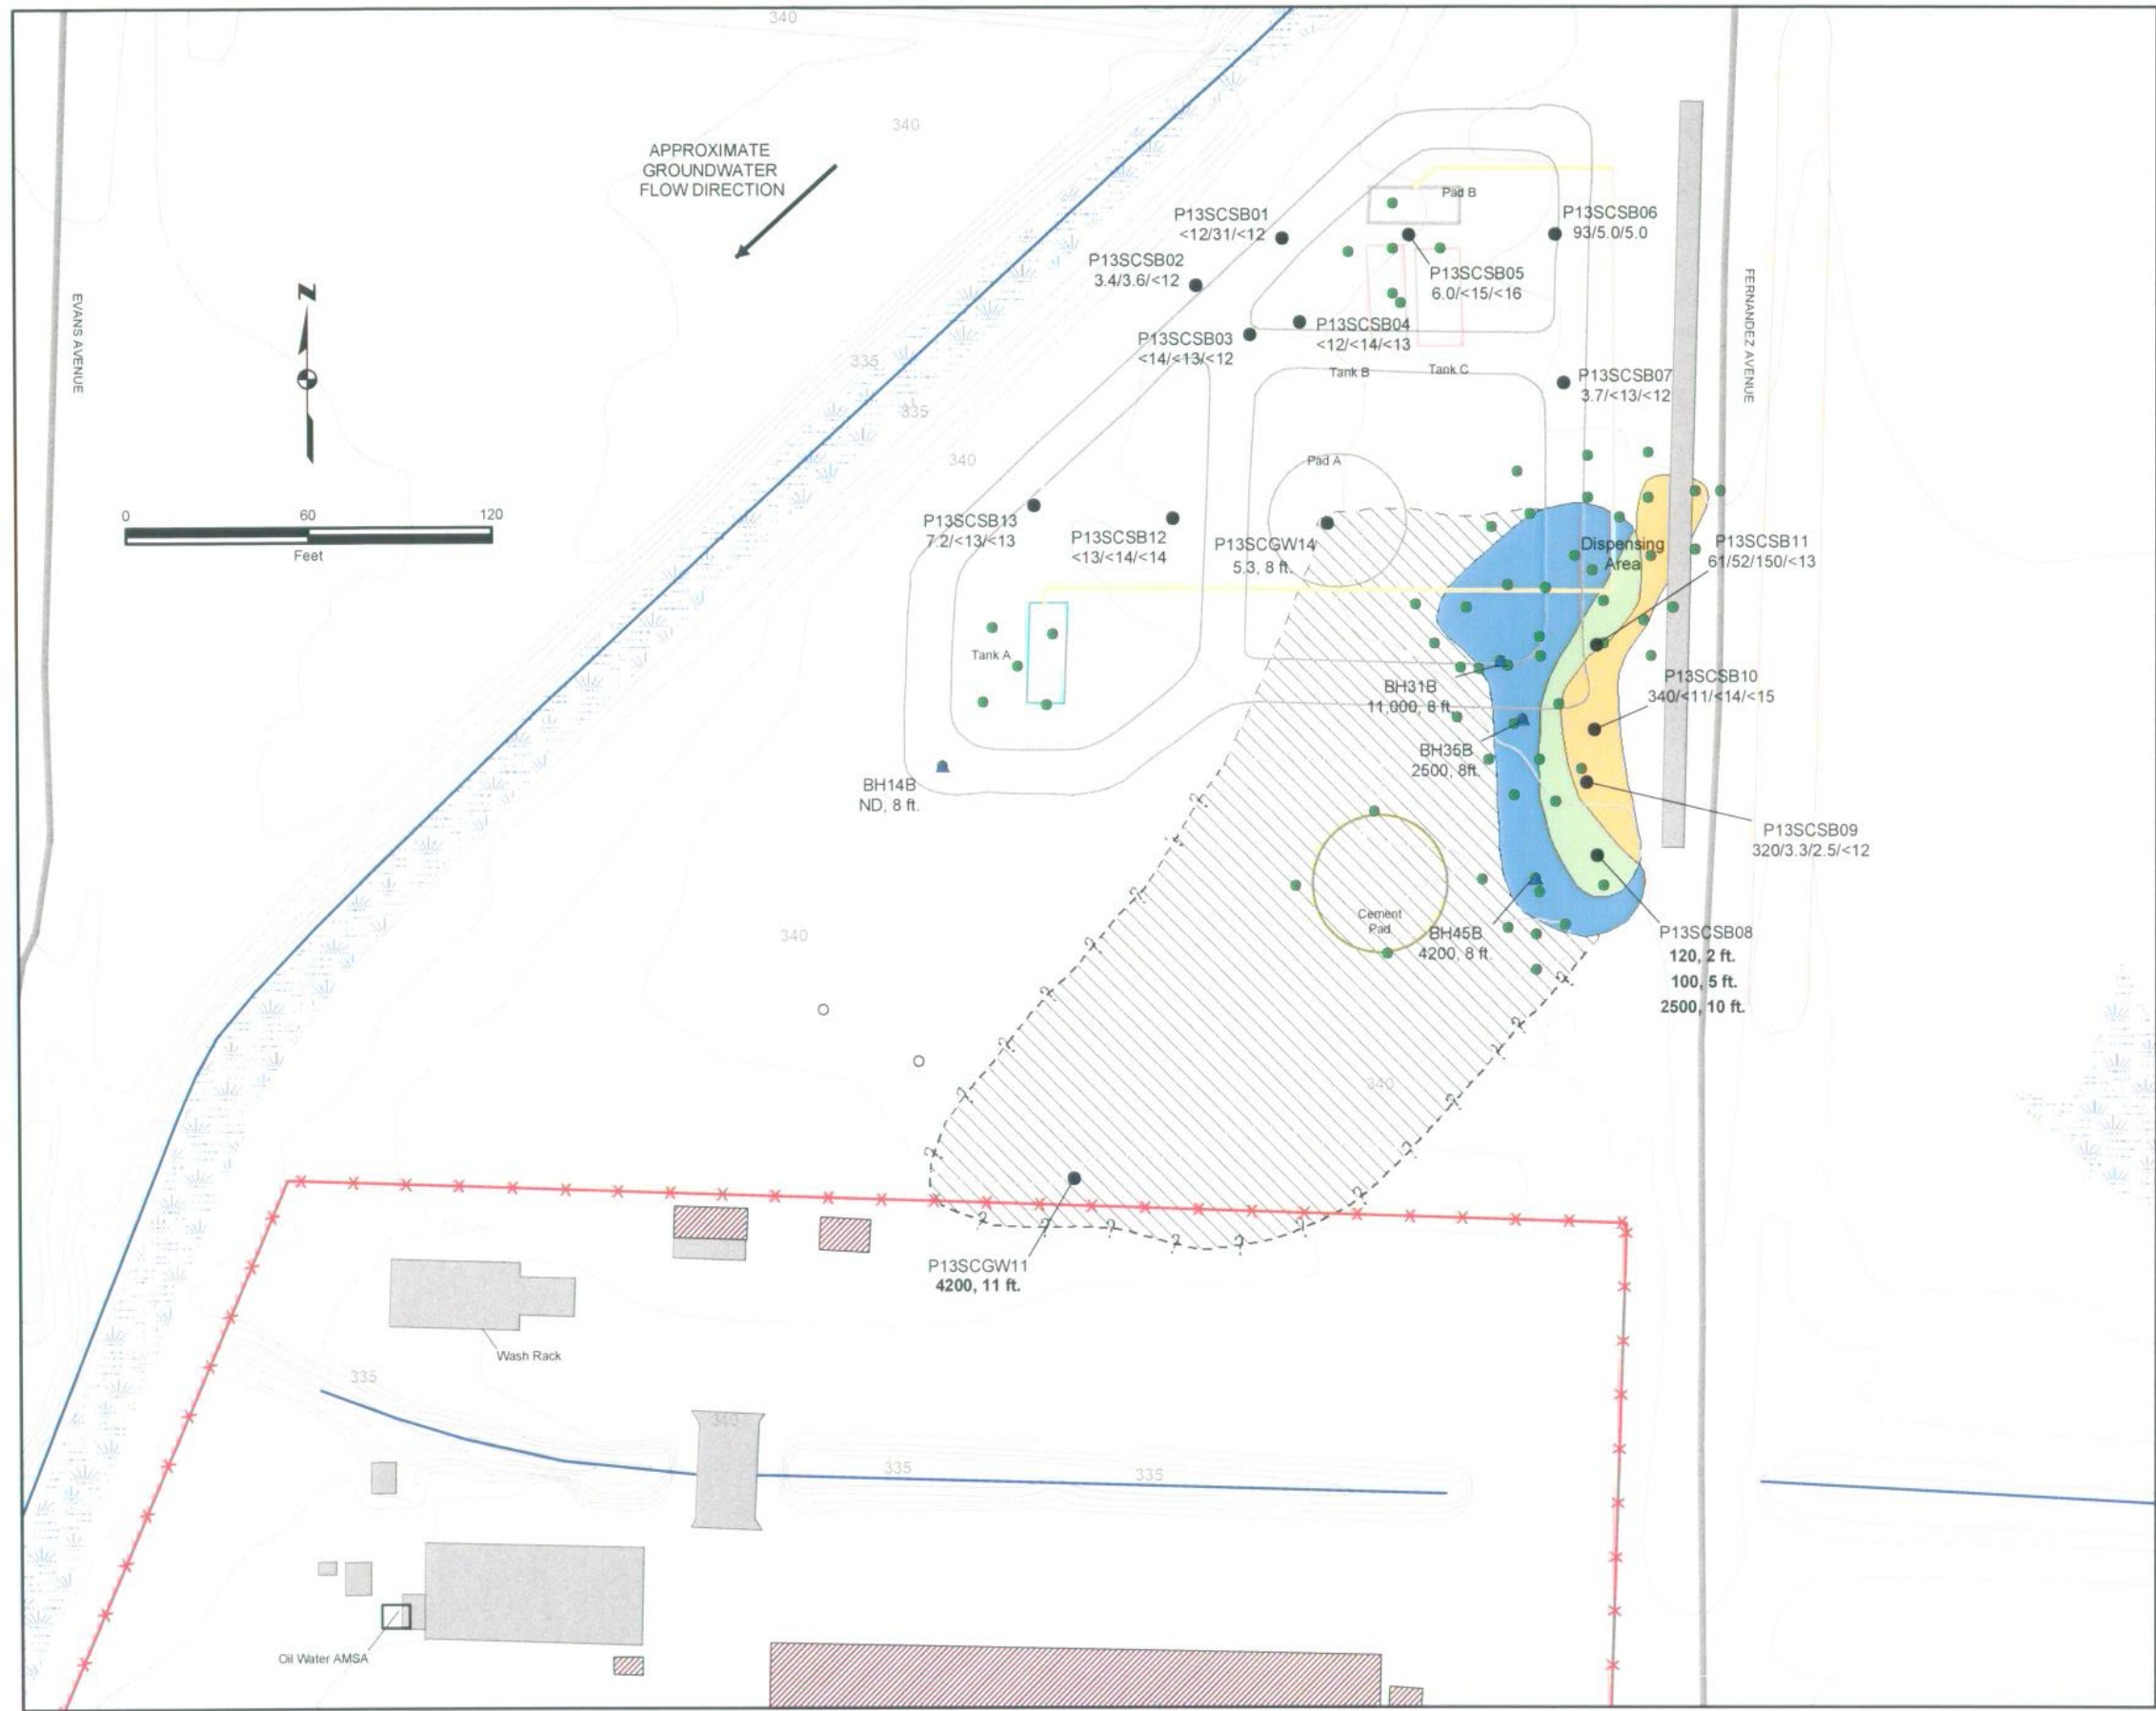 340
340
APPROXIMATE
GROUNDWATER
FLOW DIRECTION
Pad B
P13SCSB01
<12/31/<12
P13SCSB06
93/5.0/5.0
P13SCSB02
3.4/3.6/<12
P13SCSB05
6.0/<15/<16
N
EVANS AVENUE
FERNANDEZ AVENUE
P13SCSB03
<14/<13/<12
P13SCSB04
<12/<14/<13
335
Tank B
Tank C
P13SCSB07
3.7/<13/<12
335
340
Pad A
0 60 120
Feet
P13SCSB13
7.2/<13/<13
P13SCSB12
<13/<14/<14
P13SCGW14
5.3, 8 ft.
Dispensing
Area
P13SCSB11
61/52/150/<13
Tank A
BH31B
11,000, 8 ft.
P13SCSB10
340/<11/<14/<15
BH35B
2500, 8ft.
BH14B
ND, 8 ft.
P13SCSB09
320/3.3/2.5/<12
Cement
Pad
340
BH45B
4200, 8 ft.
P13SCSB08
120, 2 ft.
100, 5 ft.
2500, 10 ft.
340
? ? ? ? ? ? ? ? ? ? ? ? ? ? ? ? ? ? ? ? ? ?
P13SCGW11
4200, 11 ft.
Wash Rack
335
340
335
335
Oil Water AMSA